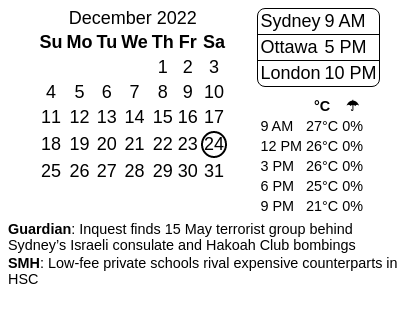 December 2022
Su Mo Tu We Th Fr Sa
1 2 3
4 5 6 7 8 9 10
11 12 13 14 15 16 17
18 19 20 21 22 23 24
25 26 27 28 29 30 31
Sydney 9 AM
Ottawa 5 PM
London 10 PM
°C ☂
9 AM 27°C 0%
12 PM 26°C 0%
3 PM 26°C 0%
6 PM 25°C 0%
9 PM 21°C 0%
Guardian: Inquest finds 15 May terrorist group behind
Sydney’s Israeli consulate and Hakoah Club bombings
SMH: Low-fee private schools rival expensive counterparts in
HSC